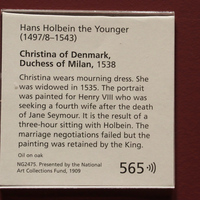 Hans Holbein the Younger
(1497/8–1543)
Christina of Denmark,
Duchess of Milan, 1538
Christina wears mourning dress. She
was widowed in 1535. The portrait
was painted for Henry VIII who was
seeking a fourth wife after the death
of Jane Seymour. It is the result of a
three-hour sitting with Holbein. The
marriage negotiations failed but the
painting was retained by the King.
Oil on oak
NG2475. Presented by the National
Art Collections Fund, 1909
565